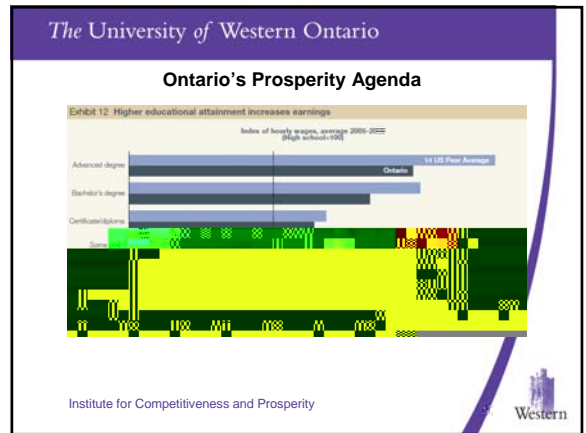 The University of Western Ontario
Ontario's Prosperity Agenda
Exhibit 12 Higher educational attainment increases earnings
Index of hourly wages, average 2005-
(High school=100)
Advanced degree
14 US Peer Average
Ontario
Bachelor's degree
Certificate/diploma
Some
Institute for Competitiveness and Prosperity
Western